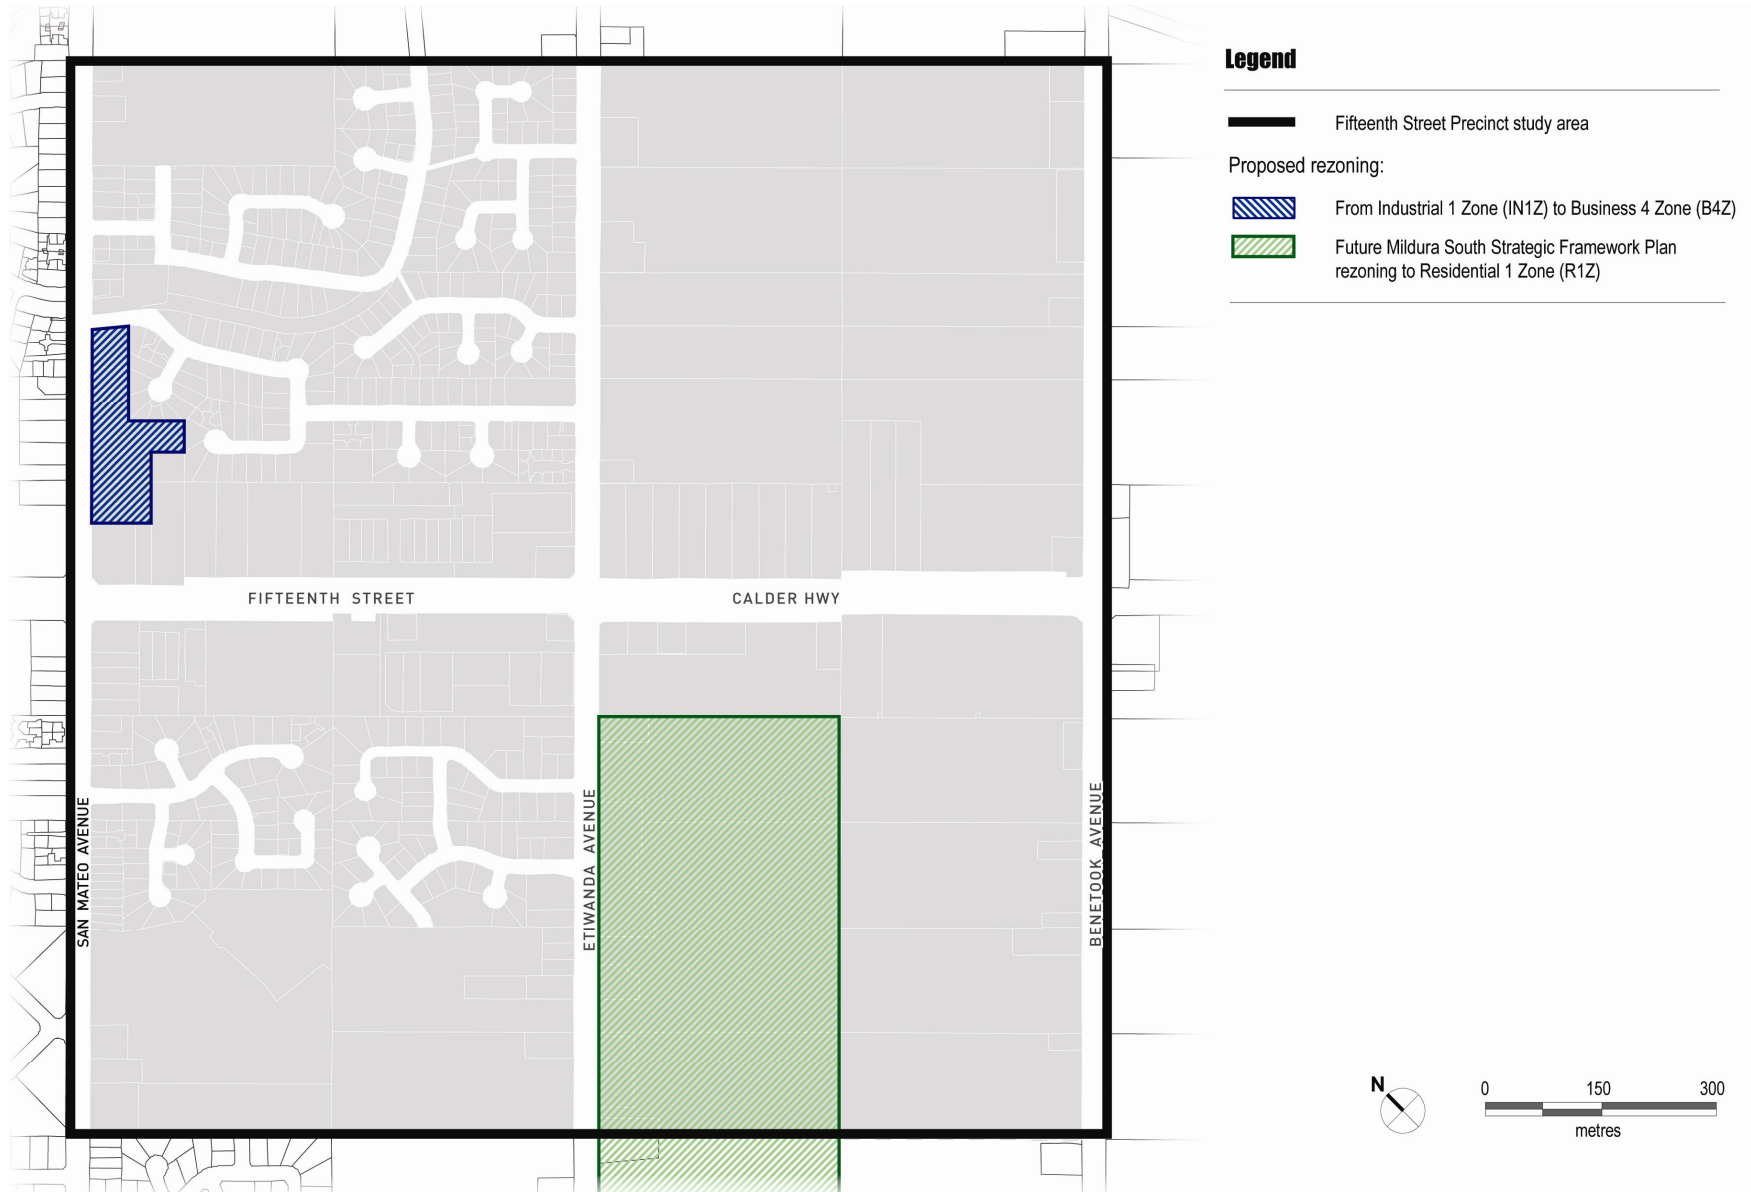 Legend
Fifteenth Street Precinct study area
Proposed rezoning:
From Industrial 1 Zone (IN1Z) to Business 4 Zone (B4Z)
Future Mildura South Strategic Framework Plan
rezoning to Residential 1 Zone (R1Z)
FIFTEENTH STREET
CALDER HWY
SAN MATEO AVENUE
ETIWANDA AVENUE
BENETOOK AVENUE
N
0 150 300
metres